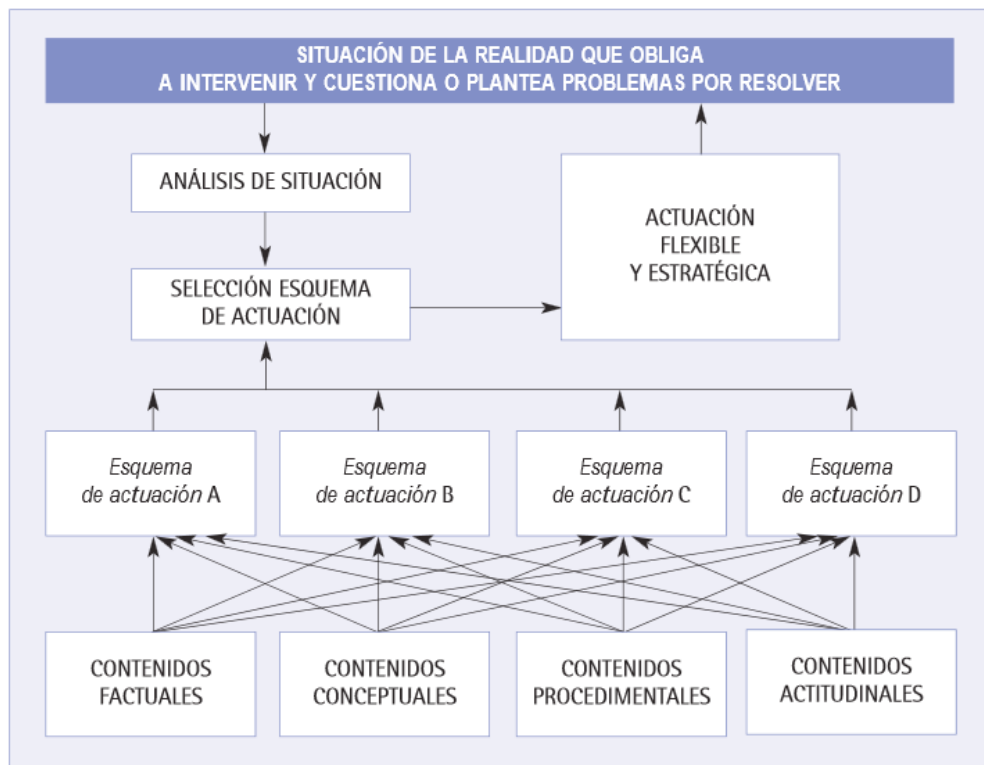 SITUACIÓN DE LA REALIDAD QUE OBLIGA
A INTERVENIR Y CUESTIONA O PLANTEA PROBLEMAS POR RESOLVER
ANÁLISIS DE SITUACIÓN
ACTUACIÓN
FLEXIBLE
Y ESTRATÉGICA
SELECCIÓN ESQUEMA
DE ACTUACIÓN
Esquema
de actuación A
Esquema
de actuación B
Esquema
de actuación C
Esquema
de actuación D
CONTENIDOS
FACTUALES
CONTENIDOS
CONCEPTUALES
CONTENIDOS
PROCEDIMENTALES
CONTENIDOS
ACTITUDINALES